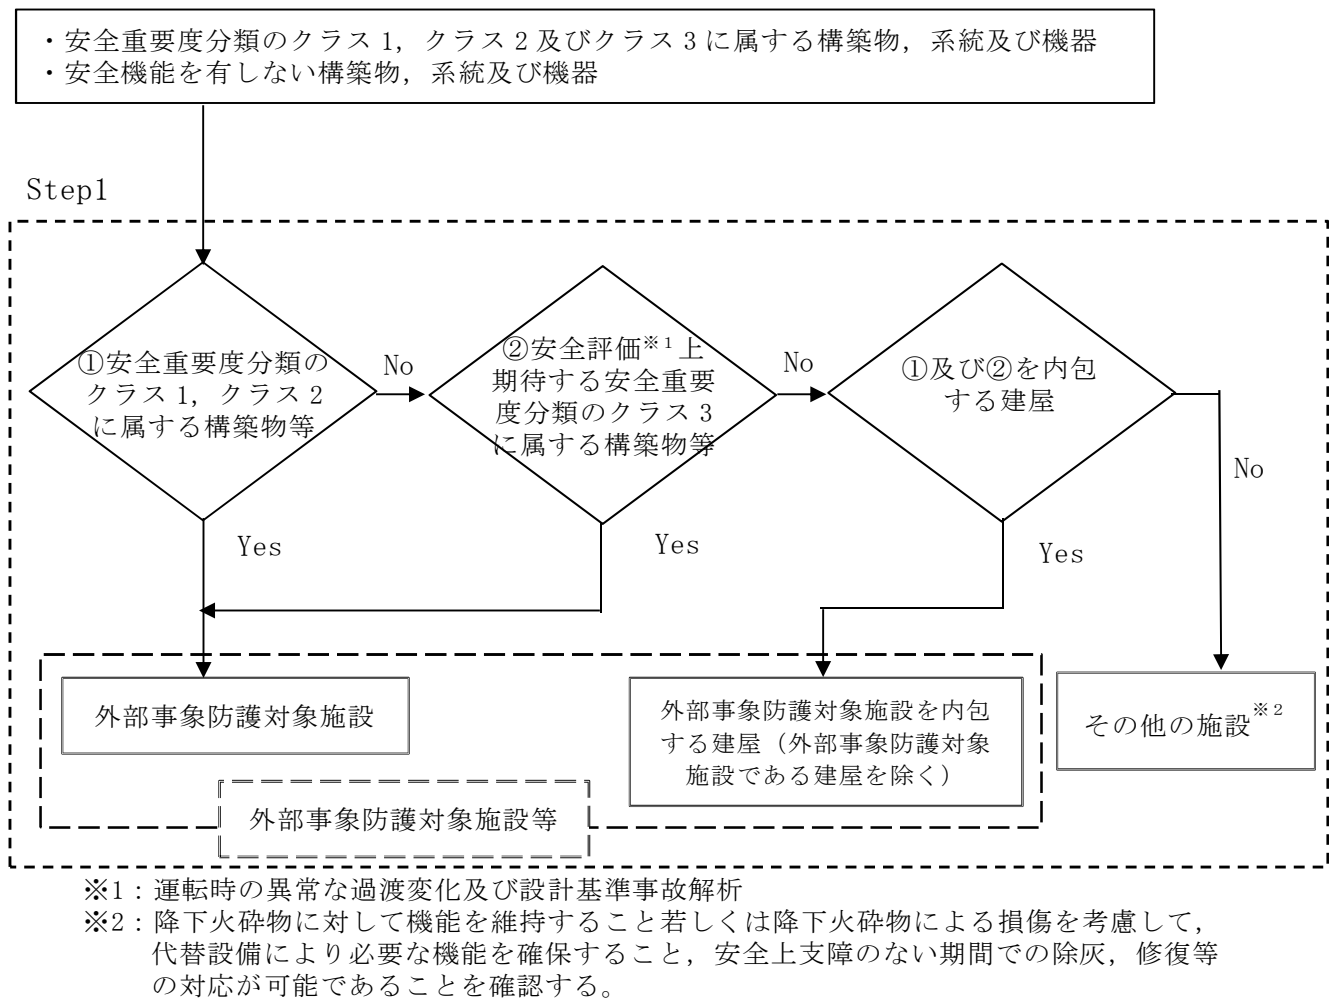 ・安全重要度分類のクラス1，クラス2及びクラス3に属する構築物，系統及び機器
・安全機能を有しない構築物，系統及び機器
Step1
①安全重要度分類の
クラス1，クラス2
に属する構築物等
No
②安全評価※1上
期待する安全重要
度分類のクラス3
に属する構築物等
No
①及び②を内包
する建屋
No
Yes
Yes
Yes
外部事象防護対象施設
外部事象防護対象施設を内包
する建屋（外部事象防護対象
施設である建屋を除く）
その他の施設※2
外部事象防護対象施設等
※1：運転時の異常な過渡変化及び設計基準事故解析
※2：降下火砕物に対して機能を維持すること若しくは降下火砕物による損傷を考慮して，
代替設備により必要な機能を確保すること，安全上支障のない期間での除灰，修復等
の対応が可能であることを確認する。